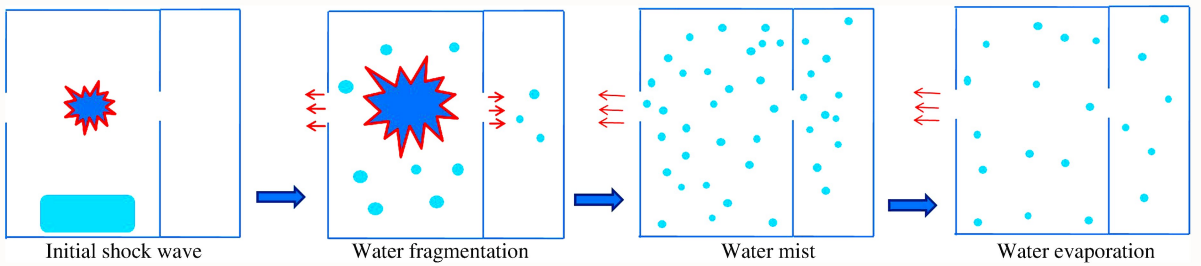 Initial shock wave
Water fragmentation
Water mist
Water evaporation